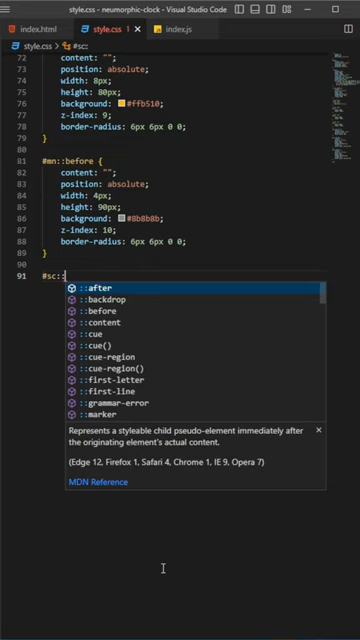 style.css - neumorphic-clock - Visual Studio Code
index.html
style.css 1
index.js
style.css > #sc::
72 content: "";
73 position: absolute;
74 width: 8px;
75 height: 80px;
76 background: #ffb510;
77 z-index: 9;
78 border-radius: 6px 6px 0 0;
79 }
80
81 #mn::before {
82 content: "";
83 position: absolute;
84 width: 4px;
85 height: 90px;
86 background: #8b8b8b;
87 z-index: 10;
88 border-radius: 6px 6px 0 0;
89 }
90
91 #sc::
::after
::backdrop
::before
::content
::cue
::cue()
::cue-region
::cue-region()
::first-letter
::first-line
::grammar-error
::marker
Represents a styleable child pseudo-element immediately after
the originating element's actual content.
(Edge 12, Firefox 1, Safari 4, Chrome 1, IE 9, Opera 7)
MDN Reference